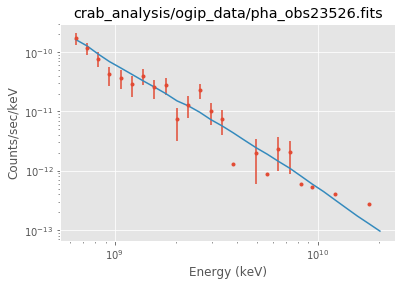 crab_analysis/ogip_data/pha_obs23526.fits
Counts/sec/keV
10⁻¹⁰
10⁻¹¹
10⁻¹²
10⁻¹³
10⁹
10¹⁰
Energy (keV)